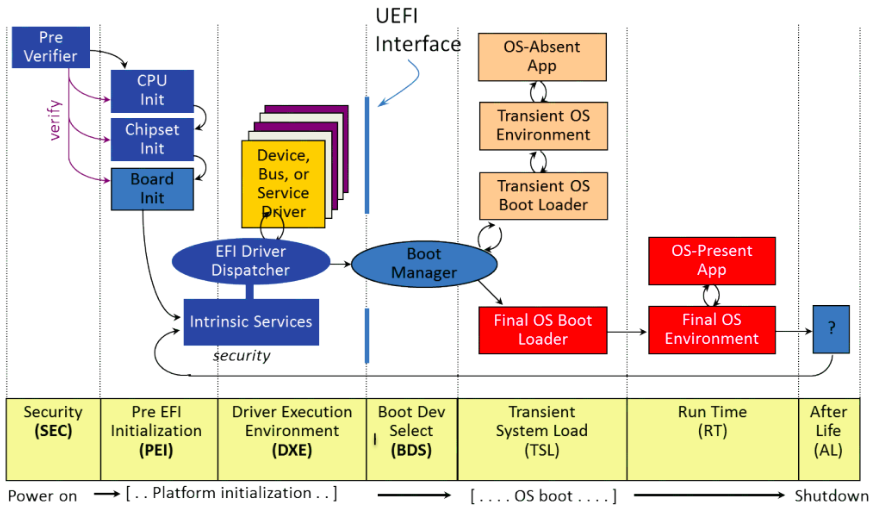 UEFI
Interface
Pre
Verifier
verify
CPU
Init
Chipset
Init
Board
Init
Device,
Bus, or
Service
Driver
EFI Driver
Dispatcher
Intrinsic Services
security
Boot
Manager
OS-Absent
App
Transient OS
Environment
Transient OS
Boot Loader
Final OS Boot
Loader
OS-Present
App
Final OS
Environment
?
Security
(SEC)
Pre EFI
Initialization
(PEI)
Driver Execution
Environment
(DXE)
Boot Dev
Select
(BDS)
Transient
System Load
(TSL)
Run Time
(RT)
After
Life
(AL)
Power on
[ . . Platform initialization . . ]
[ . . . . OS boot . . . . ]
Shutdown